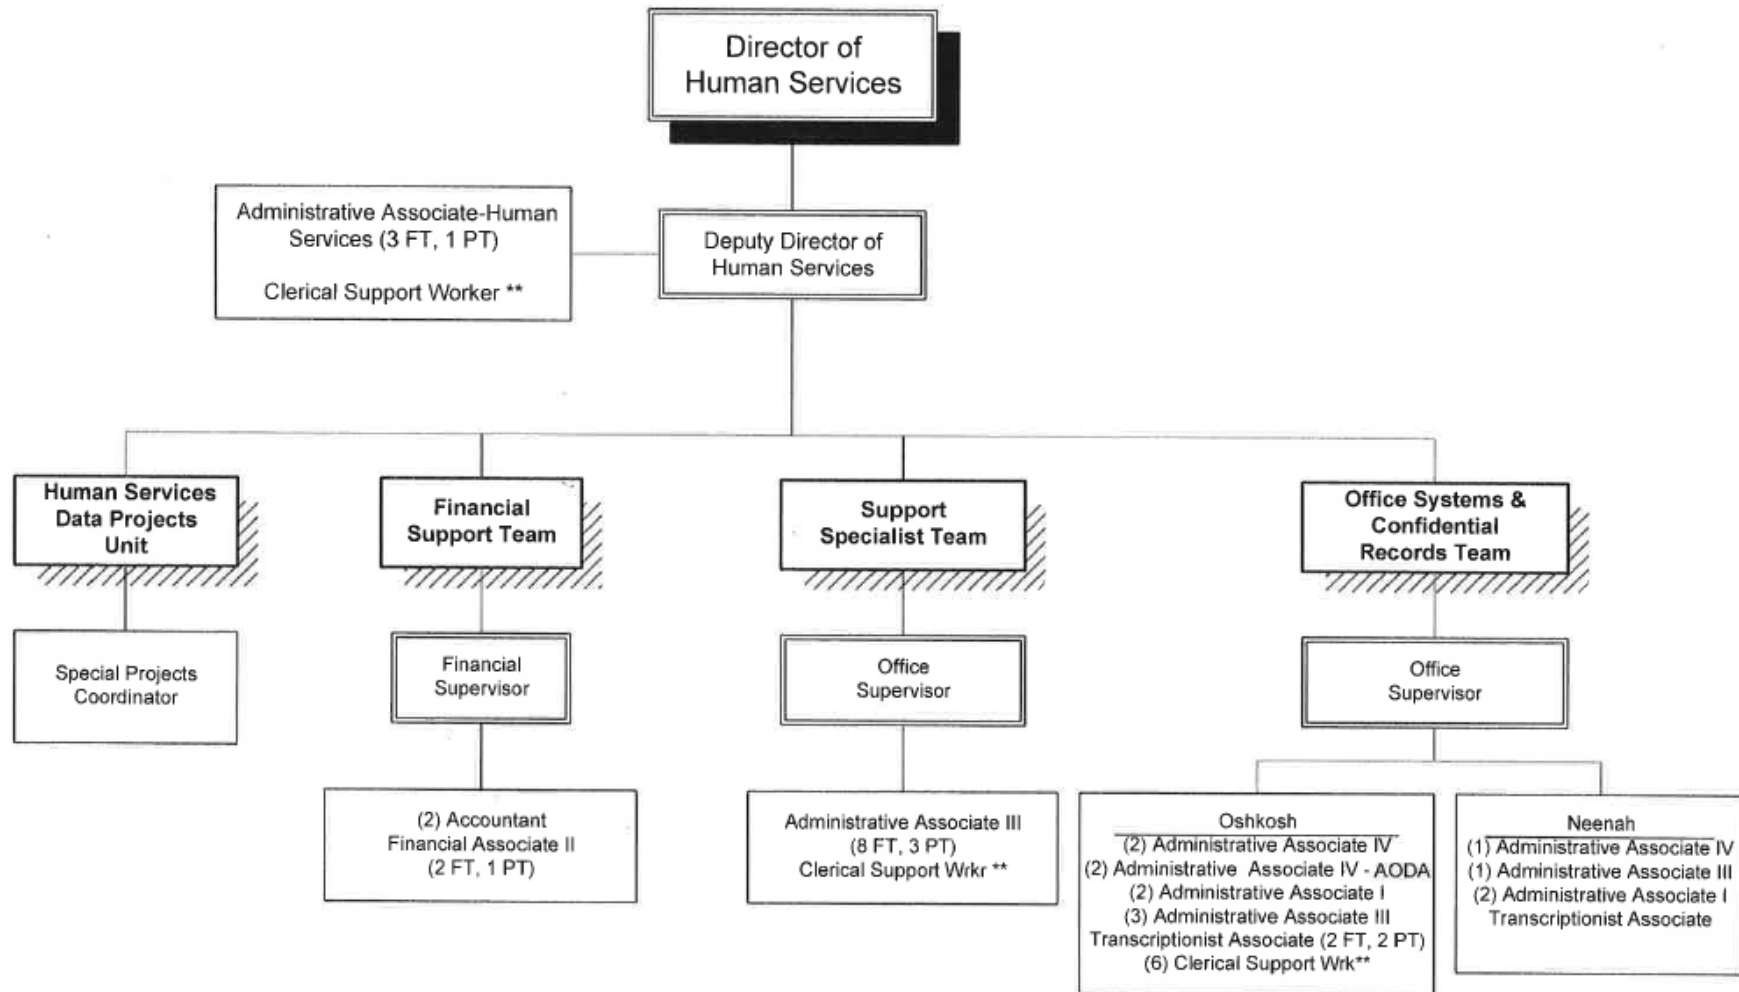 Director of
Human Services
Administrative Associate-Human
Services (3 FT, 1 PT)
Clerical Support Worker **
Deputy Director of
Human Services
Human Services
Data Projects
Unit
Financial
Support Team
Support
Specialist Team
Office Systems &
Confidential
Records Team
Special Projects
Coordinator
Financial
Supervisor
Office
Supervisor
Office
Supervisor
(2) Accountant
Financial Associate II
(2 FT, 1 PT)
Administrative Associate III
(8 FT, 3 PT)
Clerical Support Wrkr **
Oshkosh
(2) Administrative Associate IV
(2) Administrative Associate IV - AODA
(2) Administrative Associate I
(3) Administrative Associate III
Transcriptionist Associate (2 FT, 2 PT)
(6) Clerical Support Wrk**
Neenah
(1) Administrative Associate IV
(1) Administrative Associate III
(2) Administrative Associate I
Transcriptionist Associate